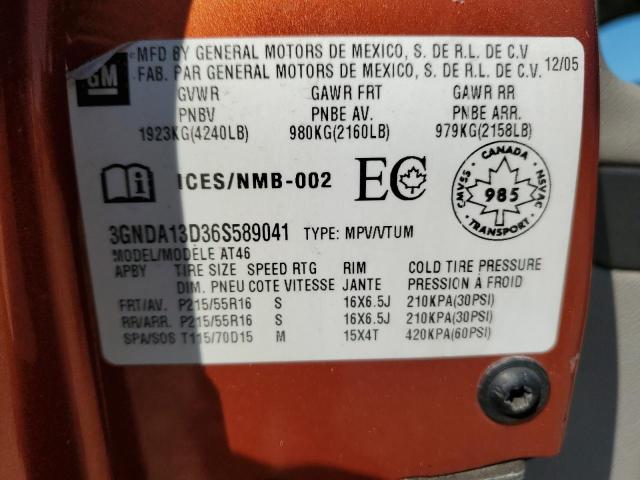 GM
MFD BY GENERAL MOTORS DE MEXICO, S. DE R.L. DE C.V
FAB. PAR GENERAL MOTORS DE MEXICO, S. DE R.L. DE C.V. 12/05
GVWR GAWR FRT GAWR RR
PNBV PNBE AV. PNBE ARR.
1923KG(4240LB) 980KG(2160LB) 979KG(2158LB)
i ICES/NMB-002 EC
CANADA
CMVSS 985 NSVAC
TRANSPORT
3GNDA13D36S589041 TYPE: MPV/VTUM
MODEL/MODÈLE AT46
APBY TIRE SIZE SPEED RTG RIM COLD TIRE PRESSURE
DIM. PNEU COTE VITESSE JANTE PRESSION À FROID
FRT/AV. P215/55R16 S 16X6.5J 210KPA(30PSI)
RR/ARR. P215/55R16 S 16X6.5J 210KPA(30PSI)
SPA/SOS T115/70D15 M 15X4T 420KPA(60PSI)